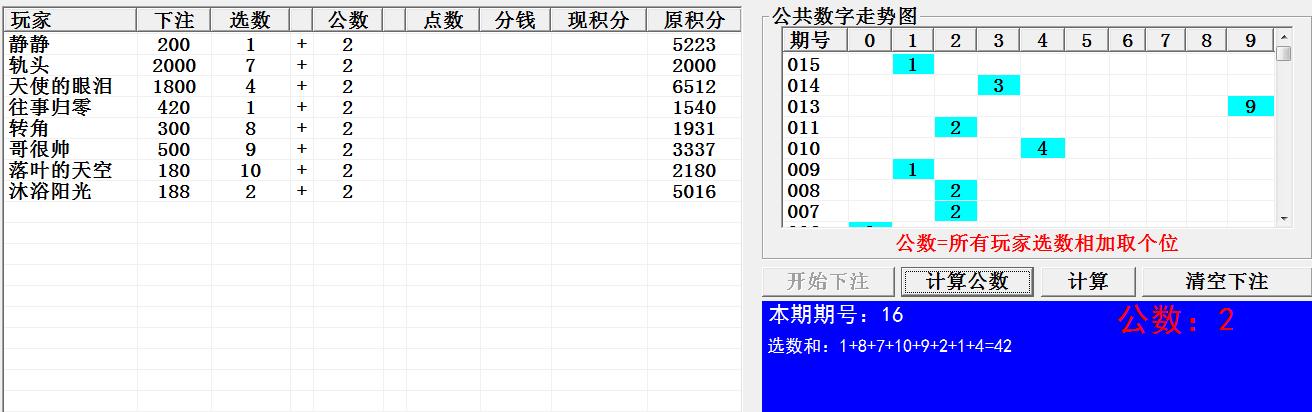 玩家 下注 选数 公数 点数 分钱 现积分 原积分
静静 200 1 + 2 5223
轨头 2000 7 + 2 2000
天使的眼泪 1800 4 + 2 6512
往事归零 420 1 + 2 1540
转角 300 8 + 2 1931
哥很帅 500 9 + 2 3337
落叶的天空 180 10 + 2 2180
沐浴阳光 188 2 + 2 5016
公共数字走势图
期号 0 1 2 3 4 5 6 7 8 9
015 1
014 3
013 9
011 2
010 4
009 1
008 2
007 2
公数=所有玩家选数相加取个位
开始下注 计算公数 计算 清空下注
本期期号：16
公数：2
选数和：1+8+7+10+9+2+1+4=42